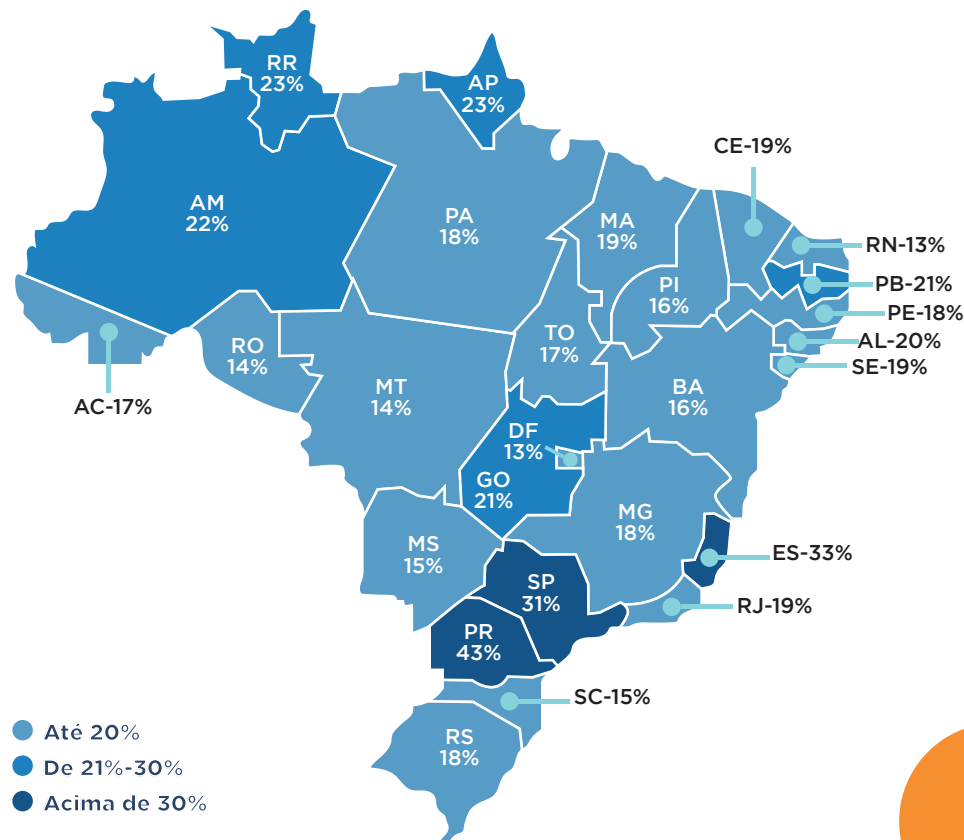 RR
23%
AP
23%
CE-19%
AM
22%
PA
18%
MA
19%
RN-13%
PI
16%
PB-21%
PE-18%
TO
17%
AL-20%
RO
14%
SE-19%
MT
14%
BA
16%
AC-17%
DF
13%
GO
21%
MG
18%
MS
15%
ES-33%
SP
31%
RJ-19%
PR
43%
SC-15%
RS
18%
Até 20%
De 21%-30%
Acima de 30%